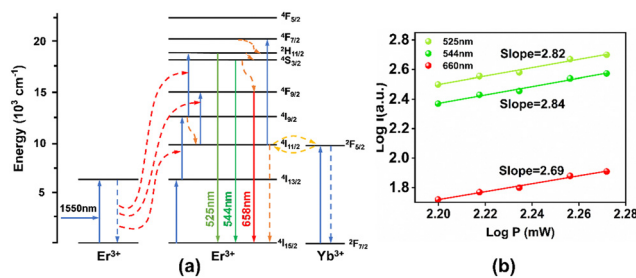 Energy (10³ cm⁻¹)
20
15
10
5
⁴F₅/₂
⁴F₇/₂
²H₁₁/₂
⁴S₃/₂
⁴F₉/₂
⁴I₉/₂
⁴I₁₁/₂
²F₅/₂
⁴I₁₃/₂
1550nm
525nm
544nm
658nm
⁴I₁₅/₂
²F₇/₂
Er³⁺
Er³⁺
Yb³⁺
(a)
Log I(a.u.)
2.8
2.6
2.4
2.2
2.0
1.8
525nm
544nm
660nm
Slope=2.82
Slope=2.84
Slope=2.69
2.20
2.22
2.24
2.26
2.28
Log P (mW)
(b)